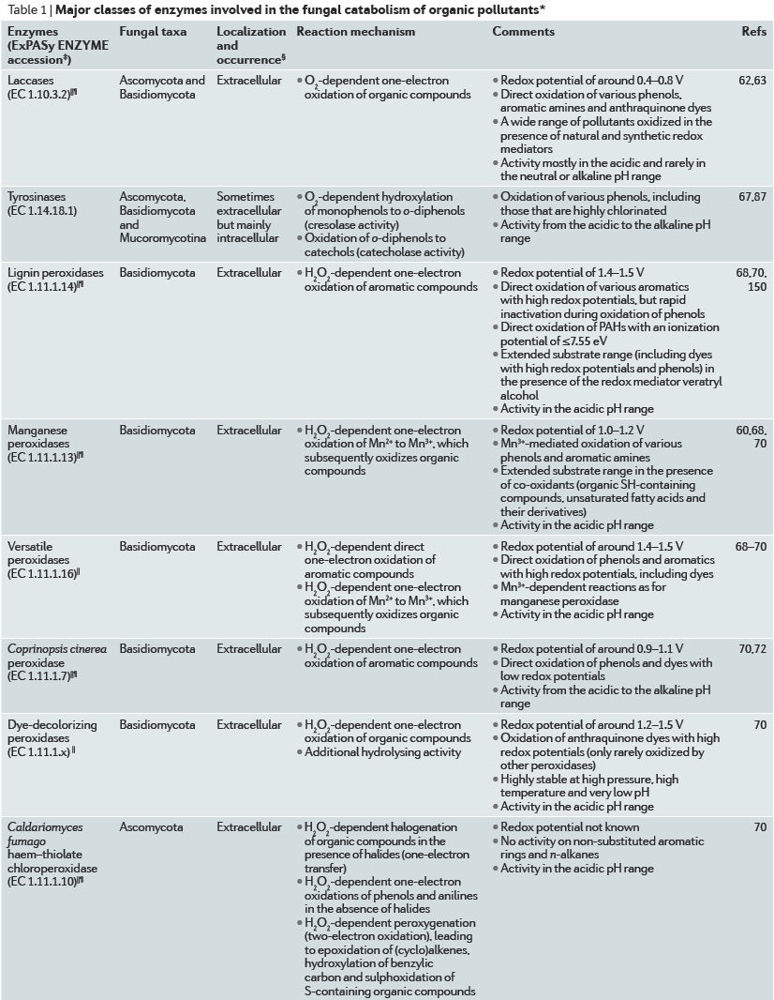 Table 1 | Major classes of enzymes involved in the fungal catabolism of organic pollutants*
Enzymes
(ExPASy ENZYME
accession‡)
Fungal taxa
Localization
and
occurrence§
Reaction mechanism
Comments
Refs
Laccases
(EC 1.10.3.2)||¶
Ascomycota and
Basidiomycota
Extracellular
• O₂-dependent one-electron
oxidation of organic compounds
• Redox potential of around 0.4–0.8 V
• Direct oxidation of various phenols,
aromatic amines and anthraquinone dyes
• A wide range of pollutants oxidized in the
presence of natural and synthetic redox
mediators
• Activity mostly in the acidic and rarely in
the neutral or alkaline pH range
62,63
Tyrosinases
(EC 1.14.18.1)
Ascomycota,
Basidiomycota
and
Mucoromycotina
Sometimes
extracellular
but mainly
intracellular
• O₂-dependent hydroxylation
of monophenols to o-diphenols
(cresolase activity)
• Oxidation of o-diphenols to
catechols (catecholase activity)
• Oxidation of various phenols, including
those that are highly chlorinated
• Activity from the acidic to the alkaline pH
range
67,87
Lignin peroxidases
(EC 1.11.1.14)||¶
Basidiomycota
Extracellular
• H₂O₂-dependent one-electron
oxidation of aromatic compounds
• Redox potential of 1.4–1.5 V
• Direct oxidation of various aromatics
with high redox potentials, but rapid
inactivation during oxidation of phenols
• Direct oxidation of PAHs with an ionization
potential of ≤7.55 eV
• Extended substrate range (including dyes
with high redox potentials and phenols) in
the presence of the redox mediator veratryl
alcohol
• Activity in the acidic pH range
68,70,
150
Manganese
peroxidases
(EC 1.11.1.13)||¶
Basidiomycota
Extracellular
• H₂O₂-dependent one-electron
oxidation of Mn²⁺ to Mn³⁺, which
subsequently oxidizes organic
compounds
• Redox potential of 1.0–1.2 V
• Mn³⁺-mediated oxidation of various
phenols and aromatic amines
• Extended substrate range in the presence
of co-oxidants (organic SH-containing
compounds, unsaturated fatty acids and
their derivatives)
• Activity in the acidic pH range
60,68,
70
Versatile
peroxidases
(EC 1.11.1.16)||
Basidiomycota
Extracellular
• H₂O₂-dependent direct
one-electron oxidation of
aromatic compounds
• H₂O₂-dependent one-electron
oxidation of Mn²⁺ to Mn³⁺, which
subsequently oxidizes organic
compounds
• Redox potential of around 1.4–1.5 V
• Direct oxidation of phenols and aromatics
with high redox potentials, including dyes
• Mn³⁺-dependent reactions as for
manganese peroxidase
• Activity in the acidic pH range
68–70
Coprinopsis cinerea
peroxidase
(EC 1.11.1.7)||¶
Basidiomycota
Extracellular
• H₂O₂-dependent one-electron
oxidation of aromatic compounds
• Redox potential of around 0.9–1.1 V
• Direct oxidation of phenols and dyes with
low redox potentials
• Activity from the acidic to the alkaline pH
range
70,72
Dye-decolorizing
peroxidases
(EC 1.11.1.x)||
Basidiomycota
Extracellular
• H₂O₂-dependent one-electron
oxidation of organic compounds
• Additional hydrolysing activity
• Redox potential of around 1.2–1.5 V
• Oxidation of anthraquinone dyes with high
redox potentials (only rarely oxidized by
other peroxidases)
• Highly stable at high pressure, high
temperature and very low pH
• Activity in the acidic pH range
70
Caldariomyces
fumago
haem–thiolate
chloroperoxidase
(EC 1.11.1.10)||¶
Ascomycota
Extracellular
• H₂O₂-dependent halogenation
of organic compounds in the
presence of halides (one-electron
transfer)
• H₂O₂-dependent one-electron
oxidations of phenols and anilines
in the absence of halides
• H₂O₂-dependent peroxygenation
(two-electron oxidation), leading
to epoxidation of (cyclo)alkenes,
hydroxylation of benzylic
carbon and sulphoxidation of
S-containing organic compounds
• Redox potential not known
• No activity on non-substituted aromatic
rings and n-alkanes
• Activity in the acidic pH range
70